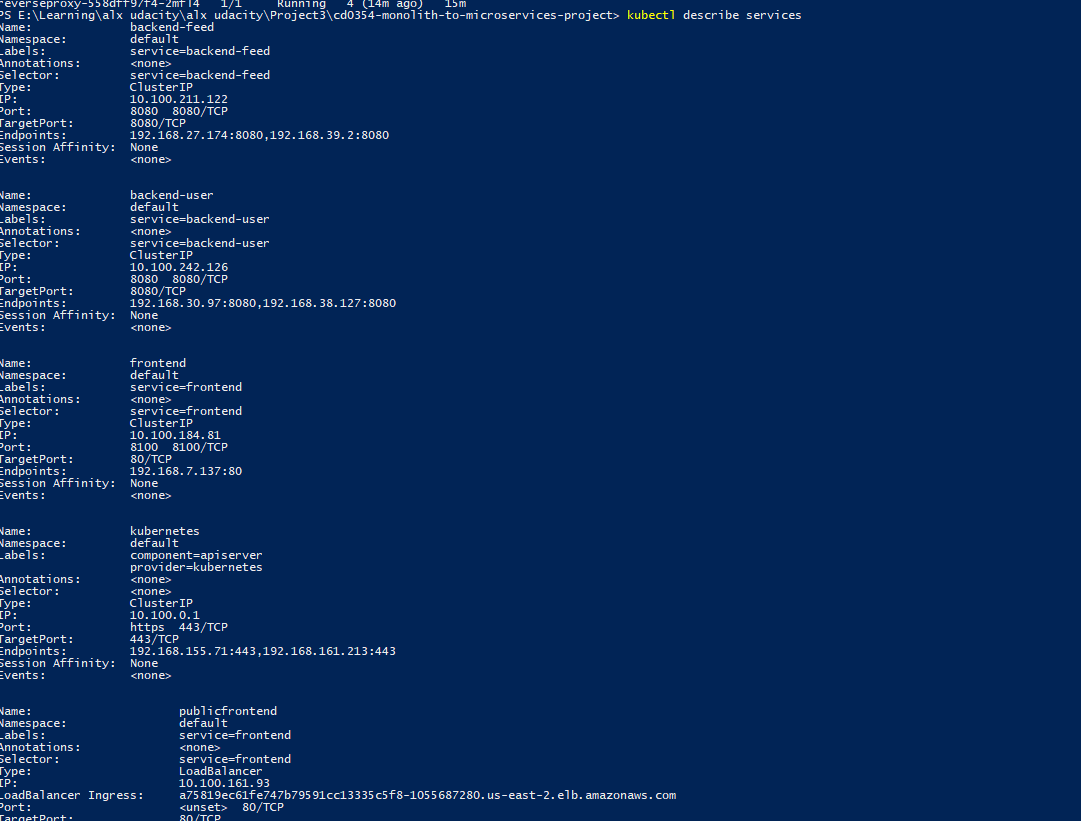 reverseproxy-558dff97f4-2mfl4 1/1 Running 4 (14m ago) 15m
PS E:\Learning\alx udacity\alx udacity\Project3\cd0354-monolith-to-microservices-project> kubectl describe services
Name: backend-feed
Namespace: default
Labels: service=backend-feed
Annotations: <none>
Selector: service=backend-feed
Type: ClusterIP
IP: 10.100.211.122
Port: 8080 8080/TCP
TargetPort: 8080/TCP
Endpoints: 192.168.27.174:8080,192.168.39.2:8080
Session Affinity: None
Events: <none>
Name: backend-user
Namespace: default
Labels: service=backend-user
Annotations: <none>
Selector: service=backend-user
Type: ClusterIP
IP: 10.100.242.126
Port: 8080 8080/TCP
TargetPort: 8080/TCP
Endpoints: 192.168.30.97:8080,192.168.38.127:8080
Session Affinity: None
Events: <none>
Name: frontend
Namespace: default
Labels: service=frontend
Annotations: <none>
Selector: service=frontend
Type: ClusterIP
IP: 10.100.184.81
Port: 8100 8100/TCP
TargetPort: 80/TCP
Endpoints: 192.168.7.137:80
Session Affinity: None
Events: <none>
Name: kubernetes
Namespace: default
Labels: component=apiserver
provider=kubernetes
Annotations: <none>
Selector: <none>
Type: ClusterIP
IP: 10.100.0.1
Port: https 443/TCP
TargetPort: 443/TCP
Endpoints: 192.168.155.71:443,192.168.161.213:443
Session Affinity: None
Events: <none>
Name: publicfrontend
Namespace: default
Labels: service=frontend
Annotations: <none>
Selector: service=frontend
Type: LoadBalancer
IP: 10.100.161.93
LoadBalancer Ingress: a75819ec61fe747b79591cc13335c5f8-1055687280.us-east-2.elb.amazonaws.com
Port: <unset> 80/TCP
TargetPort: 80/TCP